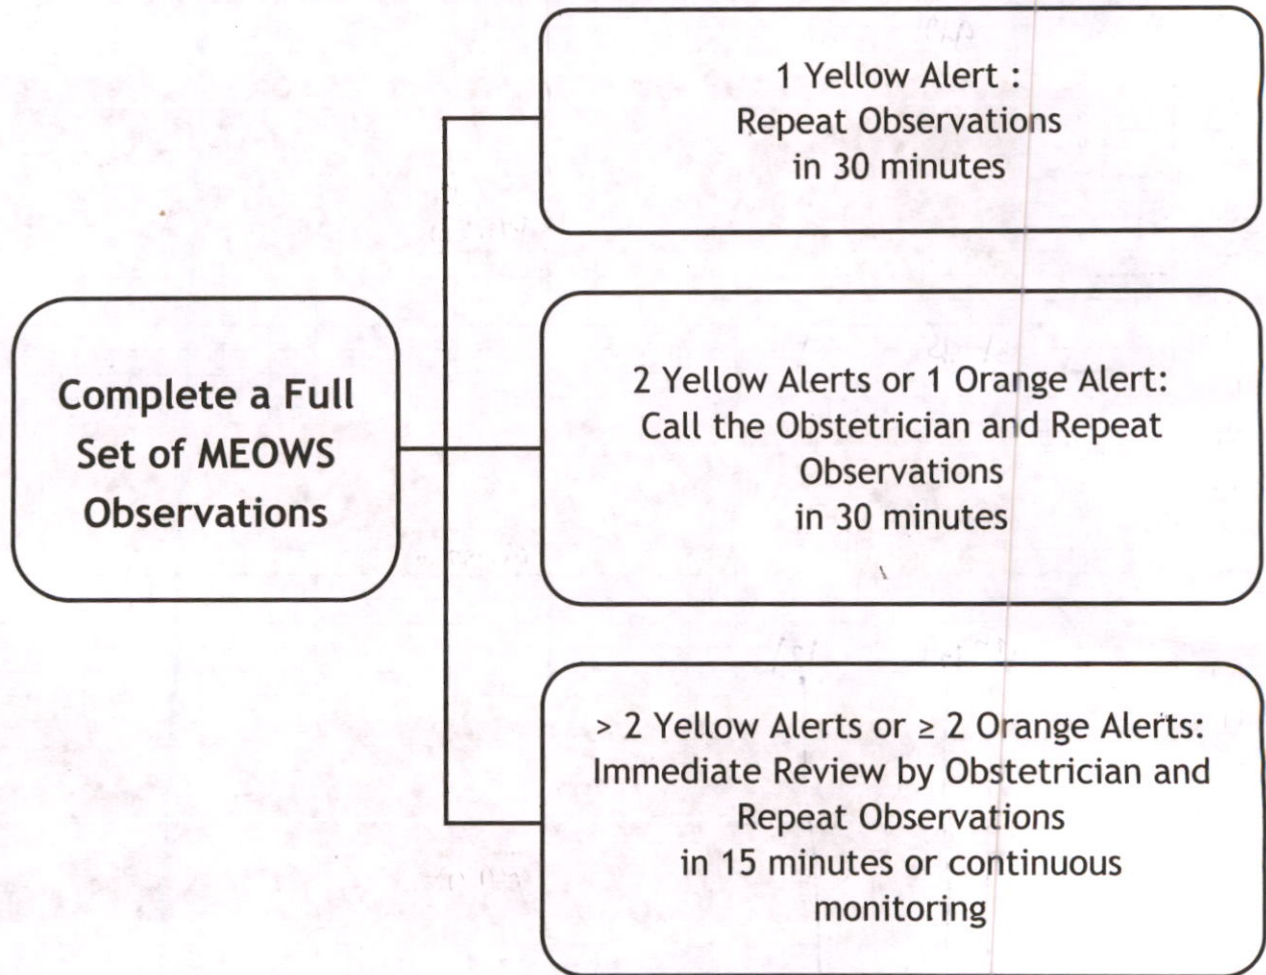 1 Yellow Alert :
Repeat Observations
in 30 minutes
Complete a Full
Set of MEOWS
Observations
2 Yellow Alerts or 1 Orange Alert:
Call the Obstetrician and Repeat
Observations
in 30 minutes
> 2 Yellow Alerts or ≥ 2 Orange Alerts:
Immediate Review by Obstetrician and
Repeat Observations
in 15 minutes or continuous
monitoring